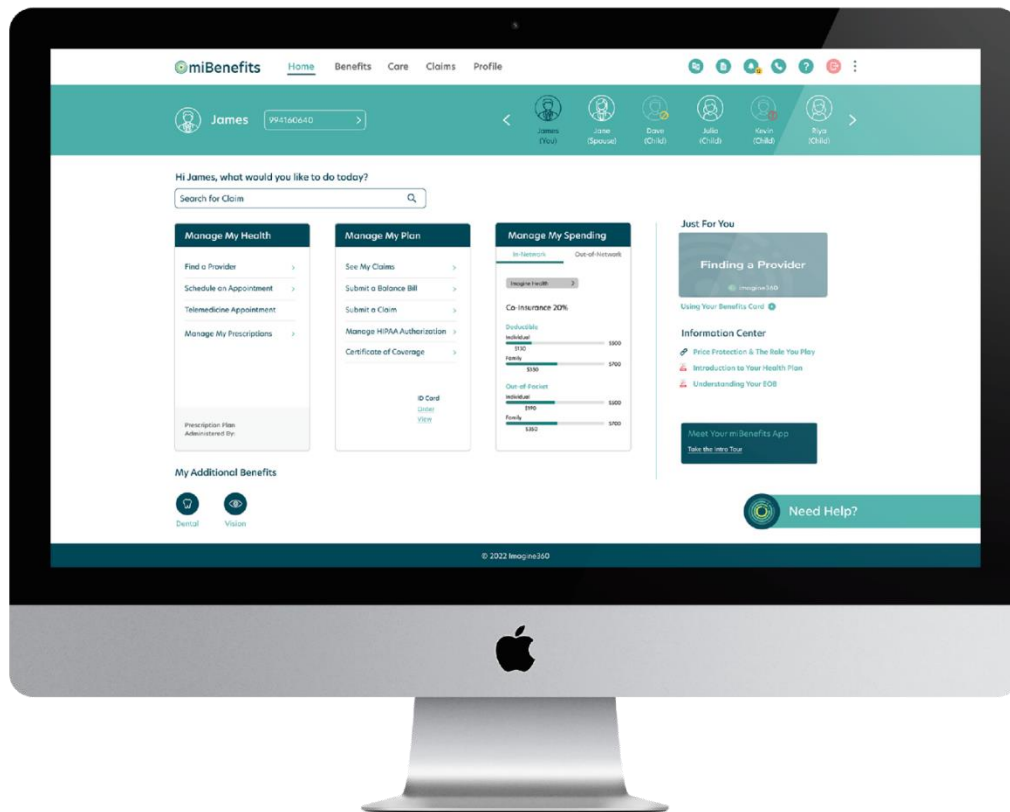 miBenefits
Home Benefits Care Claims Profile
James 994160640
James Jane Dave Julia Kevin Riya
(You) (Spouse) (Child) (Child) (Child) (Child)
Hi James, what would you like to do today?
Search for Claim
Manage My Health
Find a Provider
Schedule an Appointment
Telemedicine Appointment
Manage My Prescriptions
Prescription Plan
Administered By:
Manage My Plan
See My Claims
Submit a Balance Bill
Submit a Claim
Manage HIPAA Authorization
Certificate of Coverage
ID Card
Order
View
Manage My Spending
In-Network Out-of-Network
Imagine Health
Co-Insurance 20%
Deductible
Individual
$500
$150
Family
$700
Out-of Pocket
Individual
$500
$190
Family
$700
$350
Just For You
Finding a Provider
imagine360
Using Your Benefits Card
Information Center
Price Protection & The Role You Play
Introduction to Your Health Plan
Understanding Your EOB
Meet Your miBenefits App
Take the Intro Tour
My Additional Benefits
Dental Vision
Need Help?
© 2022 Imagine360